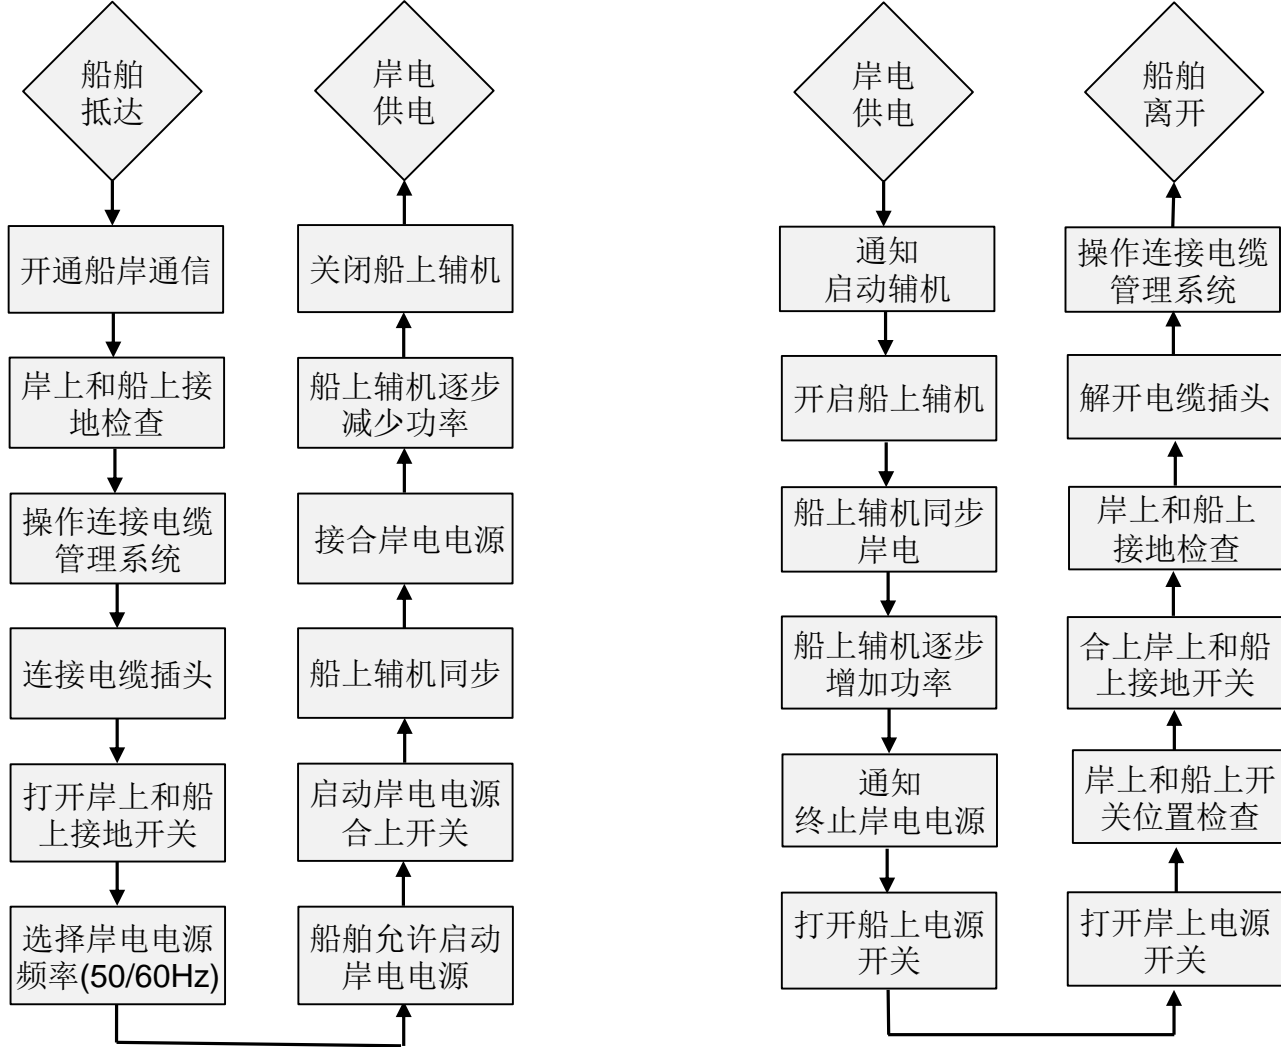 船舶
抵达
开通船岸通信
岸上和船上接
地检查
操作连接电缆
管理系统
连接电缆插头
打开岸上和船
上接地开关
选择岸电电源
频率(50/60Hz)
船舶允许启动
岸电电源
启动岸电电源
合上开关
船上辅机同步
接合岸电电源
船上辅机逐步
减少功率
关闭船上辅机
岸电
供电
岸电
供电
通知
启动辅机
开启船上辅机
船上辅机同步
岸电
船上辅机逐步
增加功率
通知
终止岸电电源
打开船上电源
开关
打开岸上电源
开关
岸上和船上开
关位置检查
合上岸上和船
上接地开关
岸上和船上
接地检查
解开电缆插头
操作连接电缆
管理系统
船舶
离开